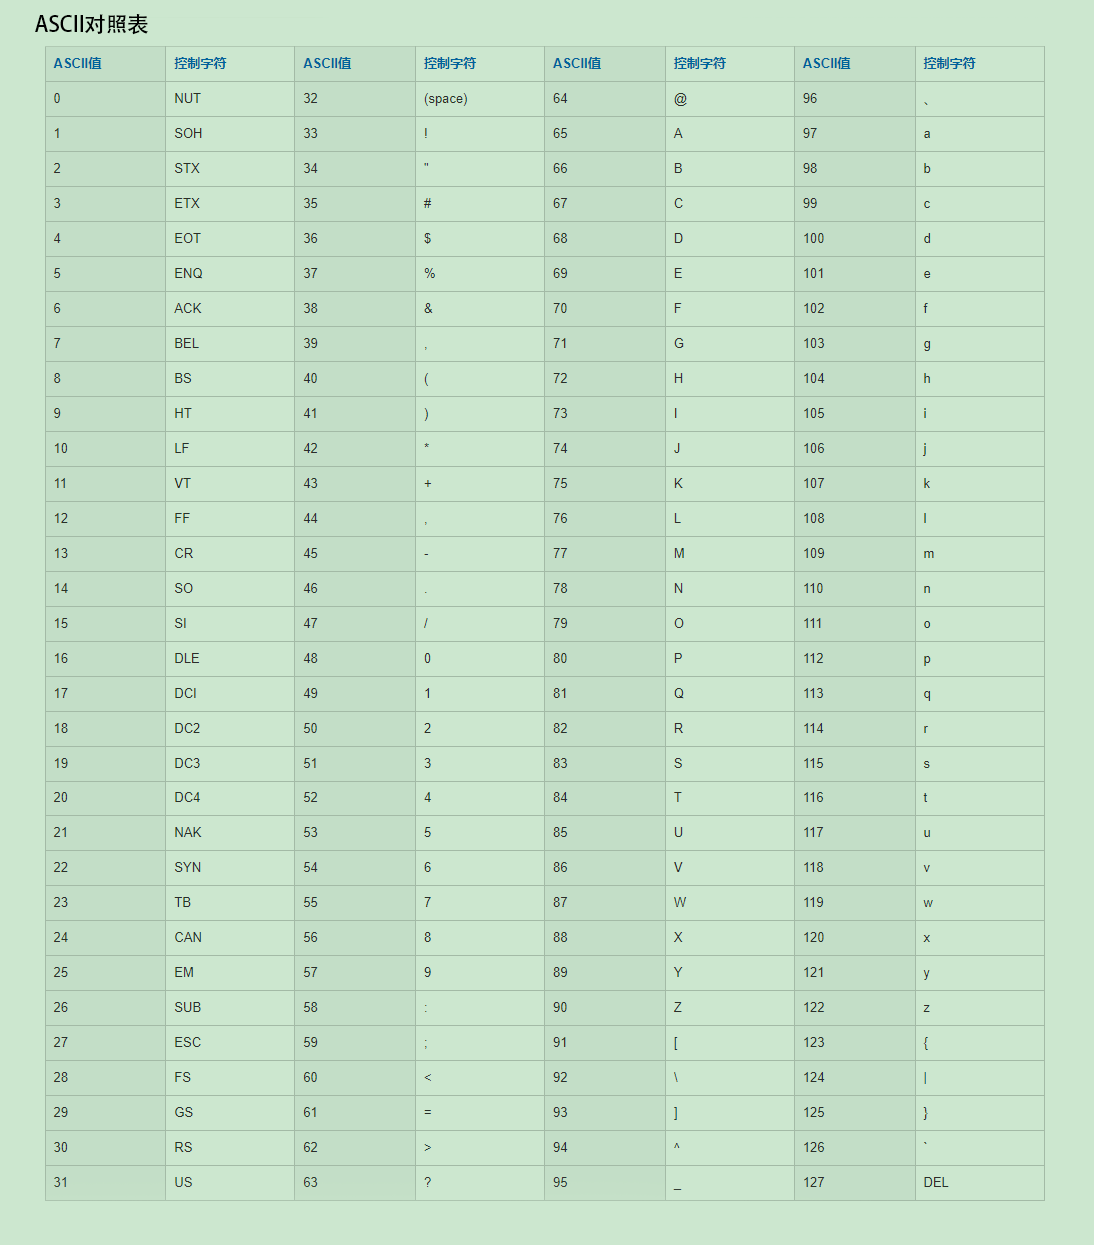 ASCII对照表
ASCII值 控制字符 ASCII值 控制字符 ASCII值 控制字符 ASCII值 控制字符
0 NUT 32 (space) 64 @ 96 、
1 SOH 33 ! 65 A 97 a
2 STX 34 " 66 B 98 b
3 ETX 35 # 67 C 99 c
4 EOT 36 $ 68 D 100 d
5 ENQ 37 % 69 E 101 e
6 ACK 38 & 70 F 102 f
7 BEL 39 , 71 G 103 g
8 BS 40 ( 72 H 104 h
9 HT 41 ) 73 I 105 i
10 LF 42 * 74 J 106 j
11 VT 43 + 75 K 107 k
12 FF 44 , 76 L 108 l
13 CR 45 - 77 M 109 m
14 SO 46 . 78 N 110 n
15 SI 47 / 79 O 111 o
16 DLE 48 0 80 P 112 p
17 DCI 49 1 81 Q 113 q
18 DC2 50 2 82 R 114 r
19 DC3 51 3 83 S 115 s
20 DC4 52 4 84 T 116 t
21 NAK 53 5 85 U 117 u
22 SYN 54 6 86 V 118 v
23 TB 55 7 87 W 119 w
24 CAN 56 8 88 X 120 x
25 EM 57 9 89 Y 121 y
26 SUB 58 : 90 Z 122 z
27 ESC 59 ; 91 [ 123 {
28 FS 60 < 92 \ 124 |
29 GS 61 = 93 ] 125 }
30 RS 62 > 94 ^ 126 `
31 US 63 ? 95 _ 127 DEL